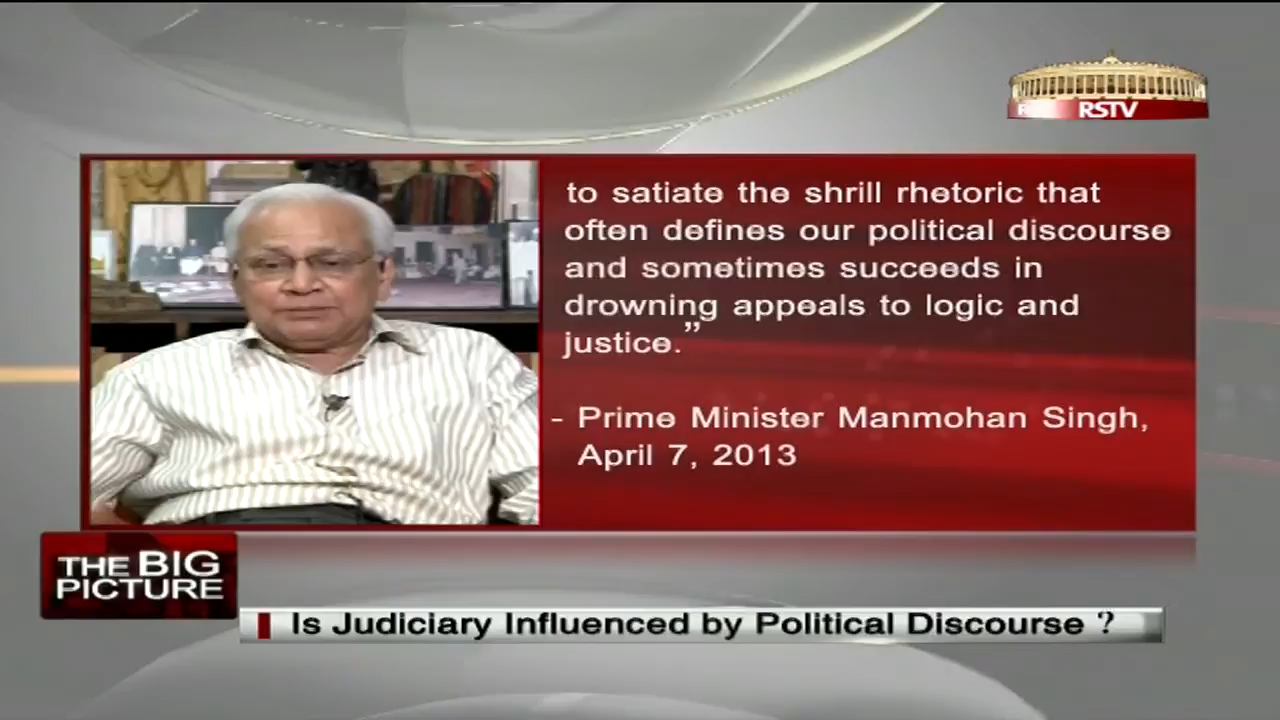 RSTV
to satiate the shrill rhetoric that
often defines our political discourse
and sometimes succeeds in
drowning appeals to logic and
justice.”
- Prime Minister Manmohan Singh,
April 7, 2013
THE BIG
PICTURE
Is Judiciary Influenced by Political Discourse ?